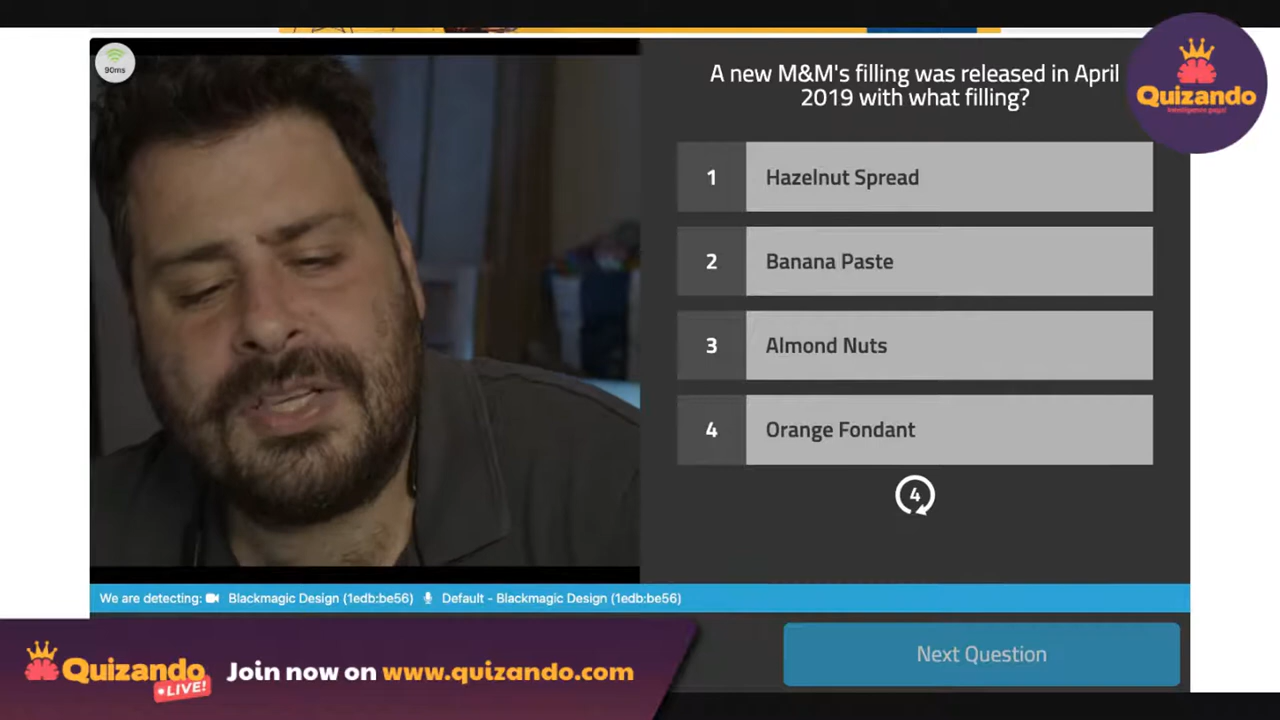 90ms
A new M&M's filling was released in April
2019 with what filling?
Quizando
1 Hazelnut Spread
2 Banana Paste
3 Almond Nuts
4 Orange Fondant
4
We are detecting: Blackmagic Design (1edb:be56) Default - Blackmagic Design (1edb:be56)
Next Question
Quizando
LIVE!
Join now on www.quizando.com